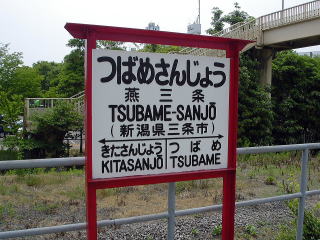 つばめさんじょう
燕三条
TSUBAME-SANJŌ
(新潟県三条市)
きたさんじょう つばめ
KITASANJŌ TSUBAME